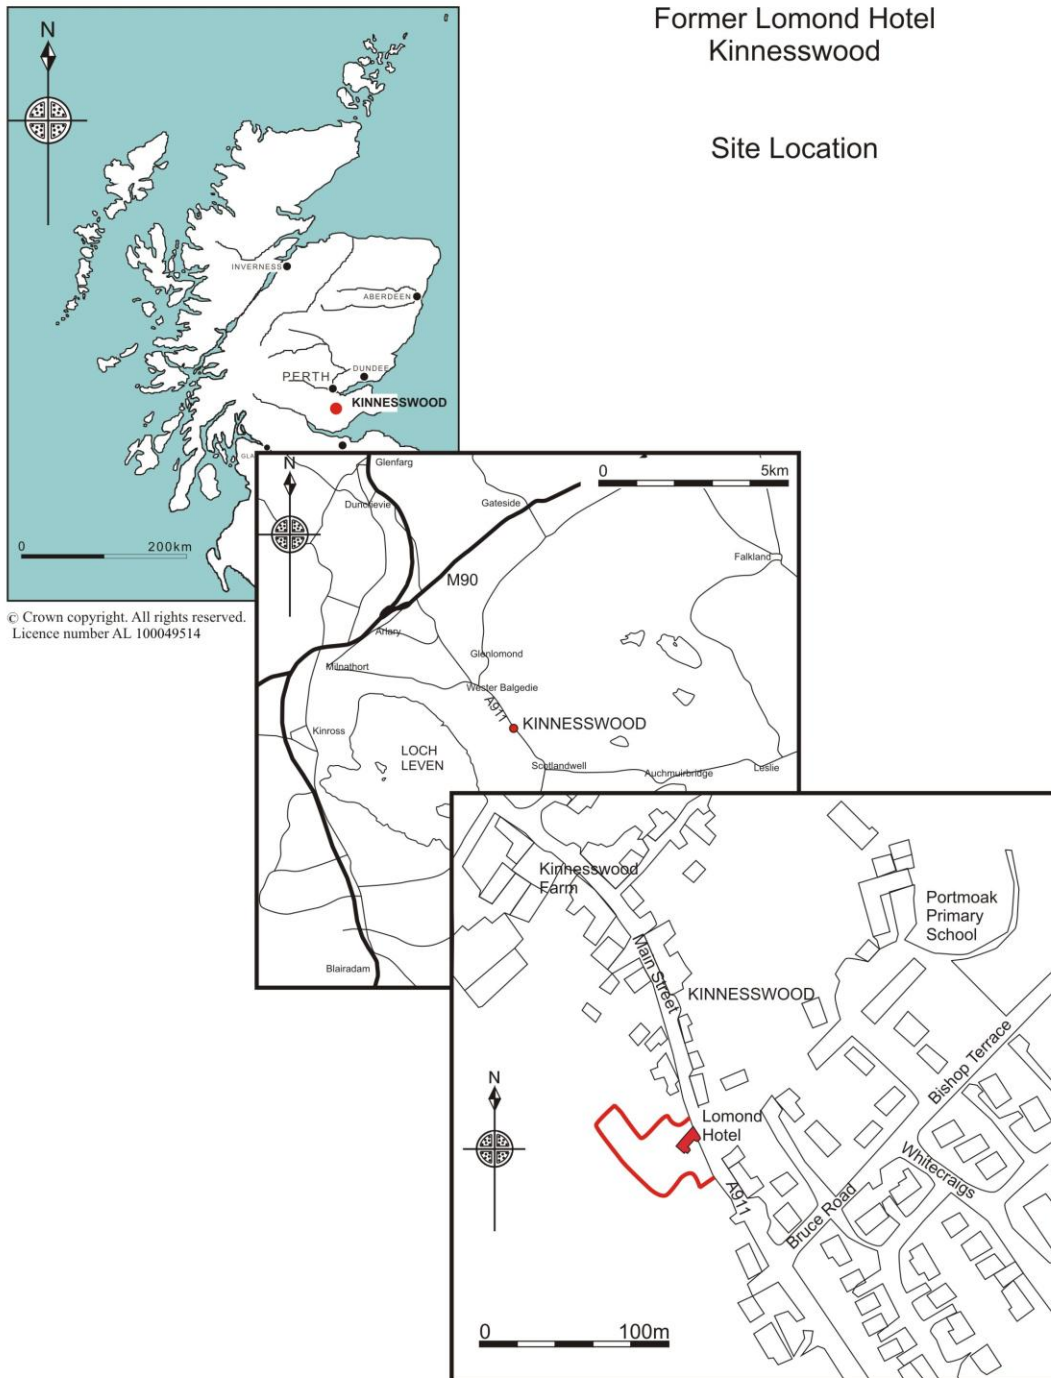 Former Lomond Hotel
Kinnesswood
Site Location
N
INVERNESS
ABERDEEN
DUNDEE
PERTH
KINNESSWOOD
GLA
0 200km
© Crown copyright. All rights reserved.
Licence number AL 100049514
N
0 5km
Glenfarg
Duncrievie
Gateside
Falkland
M90
Arlary
Glenlomond
Milnathort
Wester Balgedie
A911
KINNESSWOOD
Kinross
LOCH
LEVEN
Scotlandwell
Auchmuirbridge
Leslie
Blairadam
Kinnesswood
Farm
Portmoak
Primary
School
Main Street
KINNESSWOOD
Bishop Terrace
N
Lomond
Hotel
Whitecraigs
A911
Bruce Road
0 100m